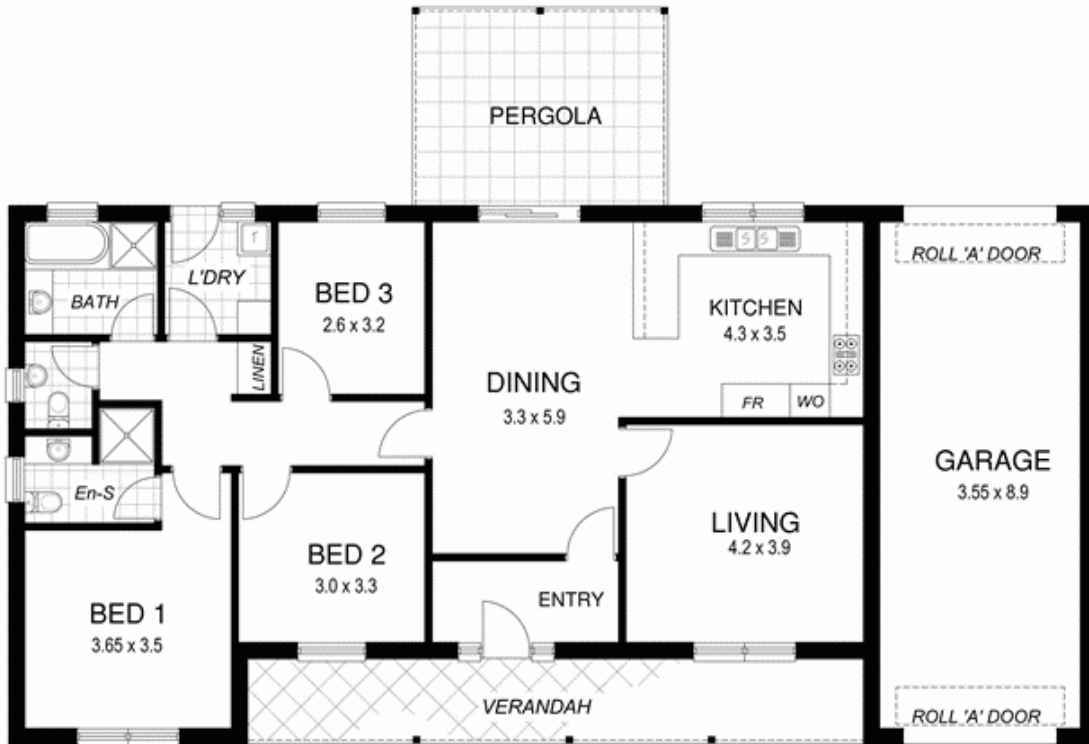 PERGOLA
ROLL 'A' DOOR
L'DRY
BATH
BED 3
2.6 x 3.2
KITCHEN
4.3 x 3.5
LINEN
DINING
3.3 x 5.9
FR
WO
GARAGE
3.55 x 8.9
En-S
LIVING
4.2 x 3.9
BED 2
3.0 x 3.3
ENTRY
BED 1
3.65 x 3.5
VERANDAH
ROLL 'A' DOOR